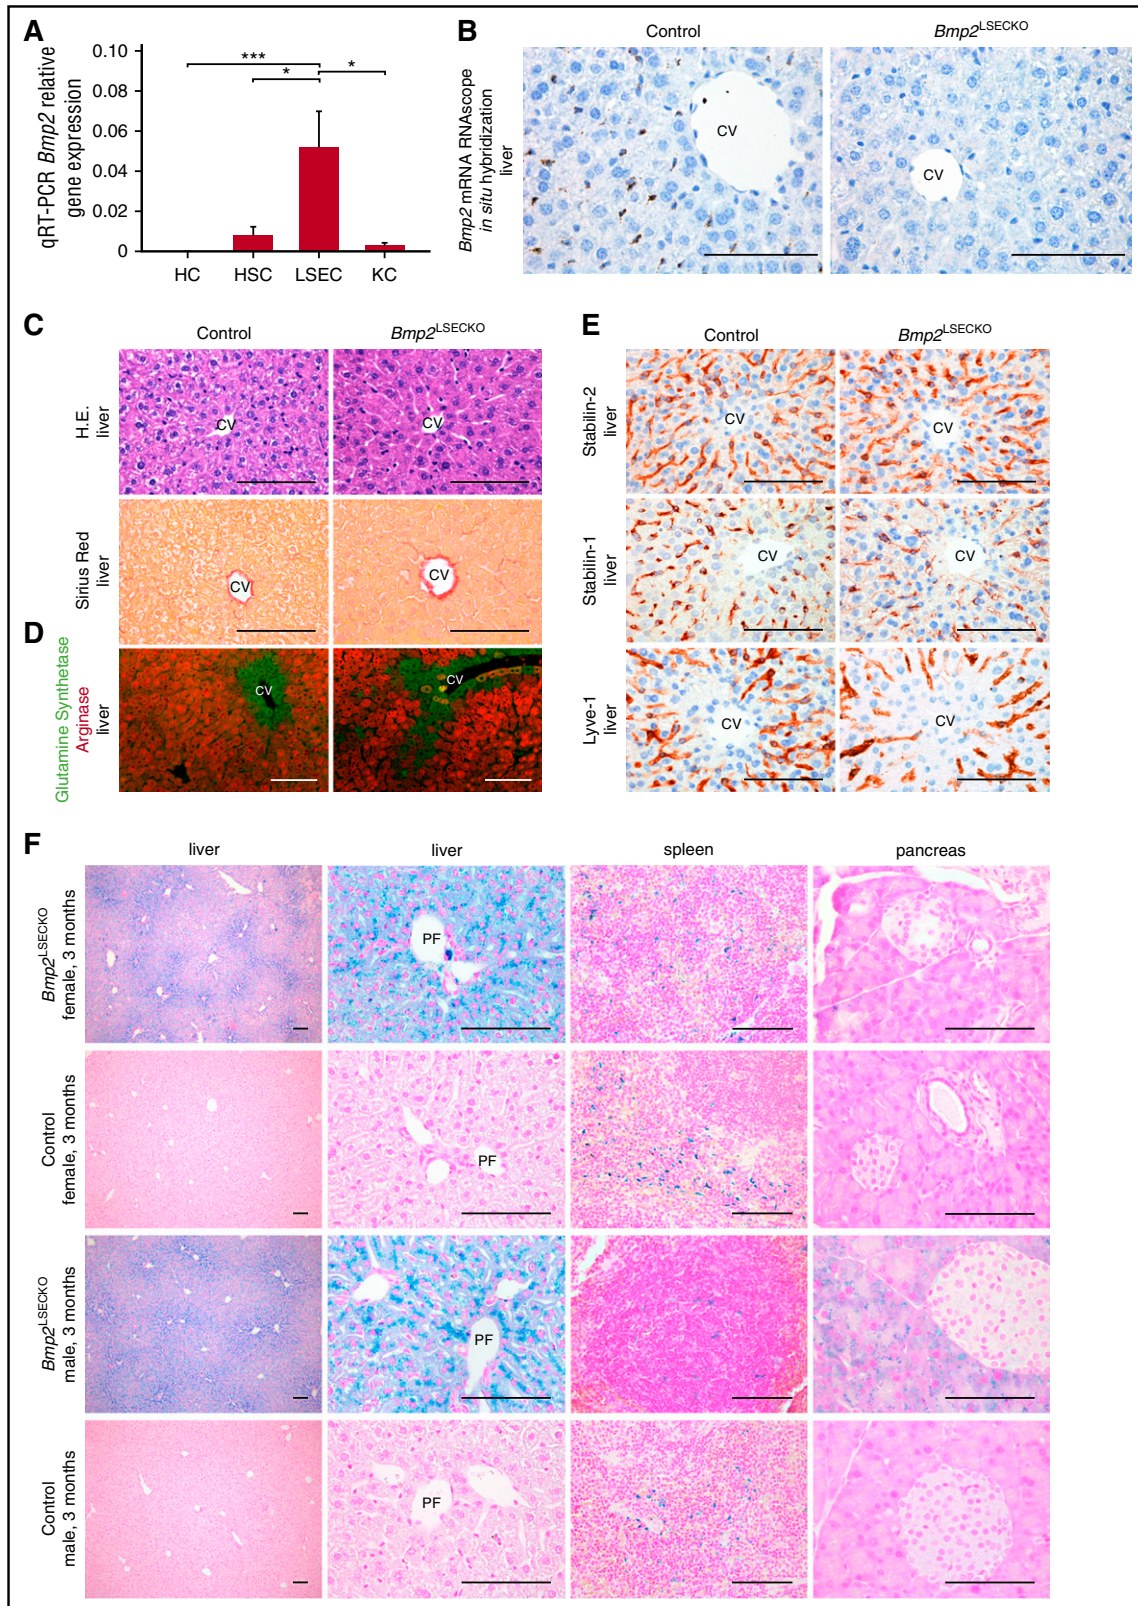 A
qRT-PCR Bmp2 relative
gene expression
0.10
0.08
0.06
0.04
0.02
0
***
*
*
HC
HSC
LSEC
KC
B
Control
Bmp2LSECKO
Bmp2 mRNA RNAscope
in situ hybridization
liver
CV
CV
C
Control
Bmp2LSECKO
H.E.
liver
CV
CV
Sirius Red
liver
CV
CV
D
Glutamine Synthetase
Arginase
liver
CV
CV
E
Control
Bmp2LSECKO
Stabilin-2
liver
CV
CV
Stabilin-1
liver
CV
CV
Lyve-1
liver
CV
CV
F
liver
liver
spleen
pancreas
Bmp2LSECKO
female, 3 months
PF
Control
female, 3 months
PF
Bmp2LSECKO
male, 3 months
PF
Control
male, 3 months
PF